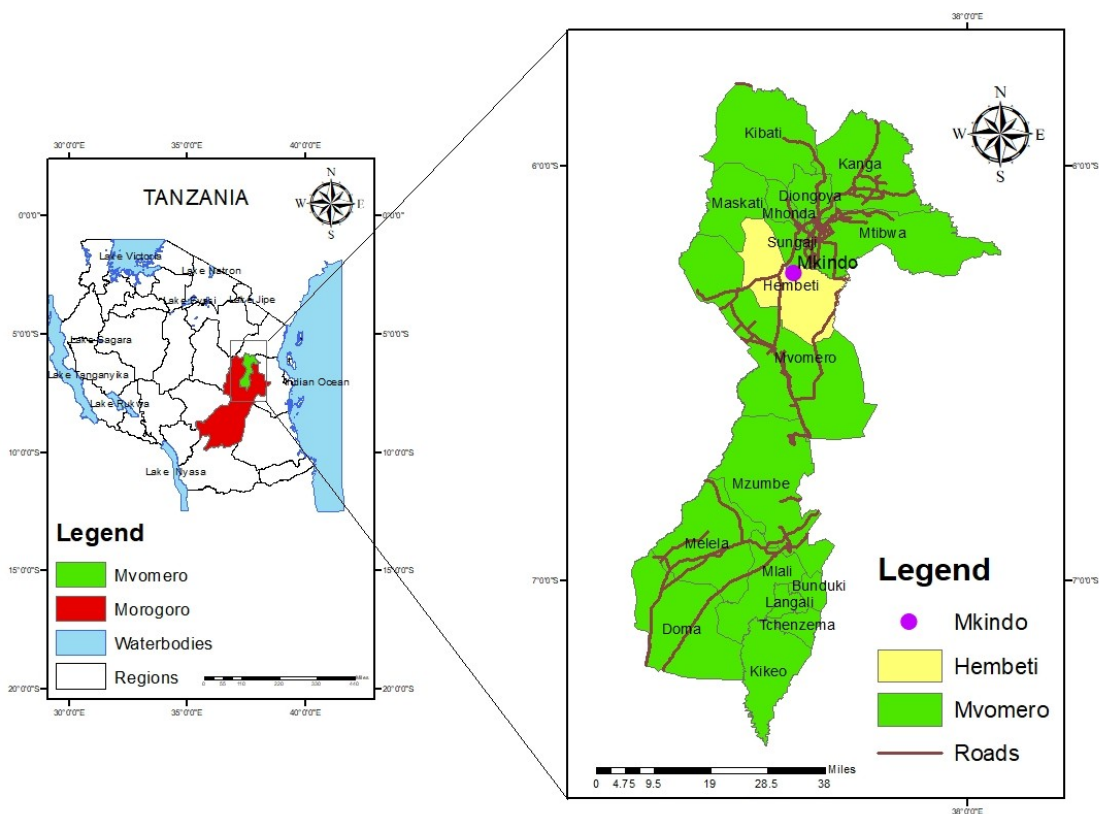 30°0'0"E 35°0'0"E 40°0'0"E
TANZANIA
N
W E
S
0°0'0"
5°0'0"S
10°0'0"S
15°0'0"S
20°0'0"S
0°0'0"S
5°0'0"S
10°0'0"S
15°0'0"S
20°0'0"S
Lake Victoria
Lake Natron
Lake Eyasi
Lake Jipe
Lake Sagara
Lake Tanganyika
Indian Ocean
Lake Rukwa
Lake Nyasa
Legend
Mvomero
Morogoro
Waterbodies
Regions
Miles
30°0'0"E 35°0'0"E 40°0'0"E
38°0'0"E
N
W E
S
6°0'0"S
6°0'0"S
Kibati
Kanga
Diongoya
Maskati
Mhonda
Mtibwa
Sungaji
Mkindo
Hembeti
Mvomero
Mzumbe
Melela
Mlali
Bunduki
Langali
Tchenzema
Doma
Kikeo
7°0'0"S
7°0'0"S
Legend
Mkindo
Hembeti
Mvomero
Roads
Miles
0 4.75 9.5 19 28.5 38
38°0'0"E